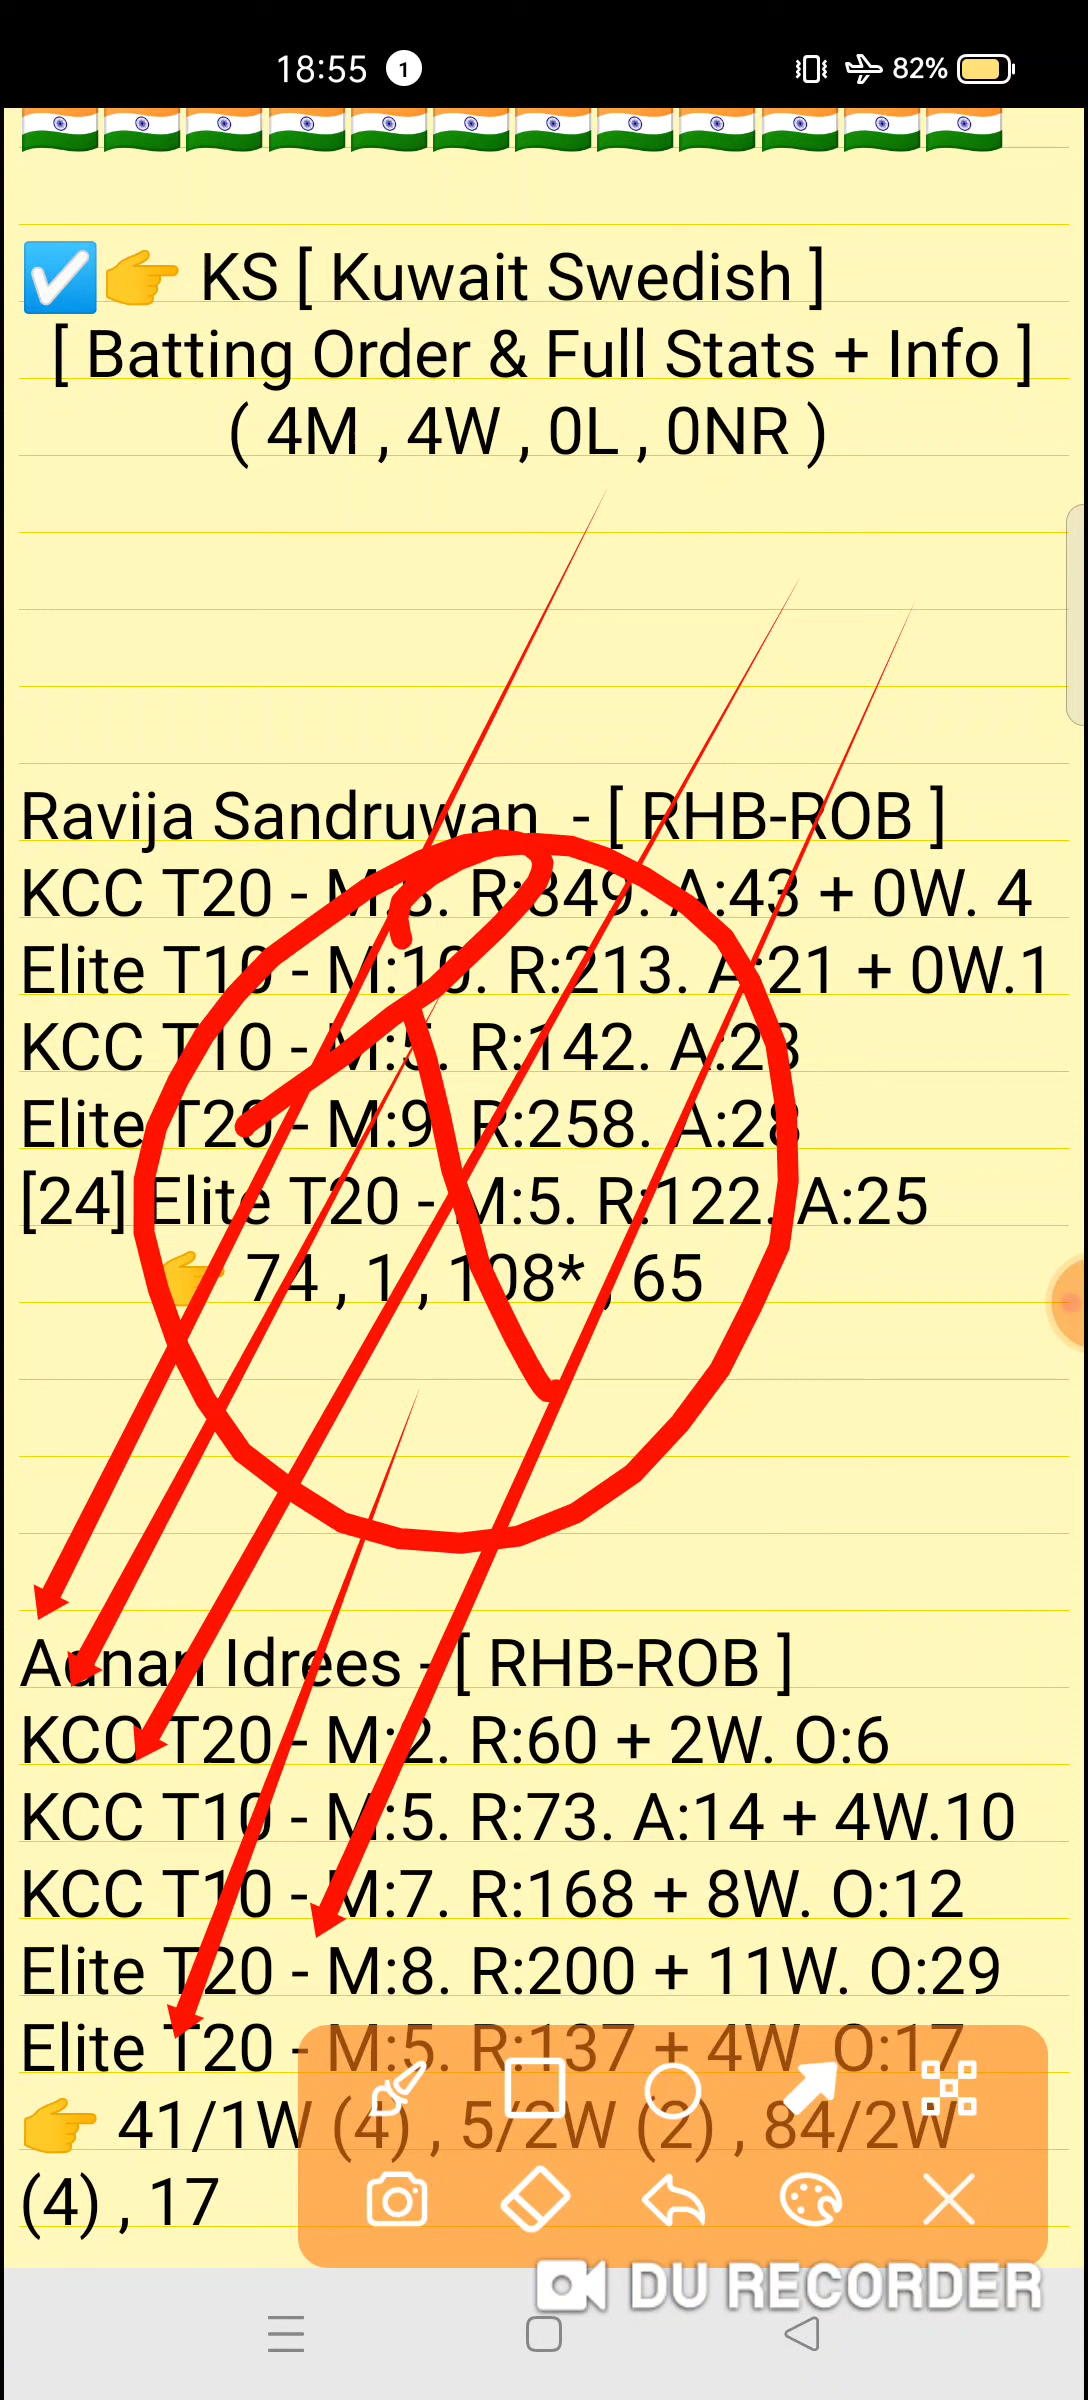 18:55 1 82%
☑👉 KS [ Kuwait Swedish ]
[ Batting Order & Full Stats + Info ]
( 4M , 4W , 0L , 0NR )
Ravija Sandruwan - [ RHB-ROB ]
KCC T20 - M:8. R:349. A:43 + 0W. 4
Elite T10 - M:10. R:213. A:21 + 0W.1
KCC T10 - M:5. R:142. A:28
Elite T20 - M:9. R:258. A:28
[24] Elite T20 - M:5. R:122. A:25
👉 74 , 1 , 108* , 65
Adnan Idrees - [ RHB-ROB ]
KCC T20 - M:2. R:60 + 2W. O:6
KCC T10 - M:5. R:73. A:14 + 4W.10
KCC T10 - M:7. R:168 + 8W. O:12
Elite T20 - M:8. R:200 + 11W. O:29
Elite T20 - M:5. R:137 + 4W. O:17
👉 41/1W (4) , 5/2W (2) , 84/2W
(4) , 17
DU RECORDER